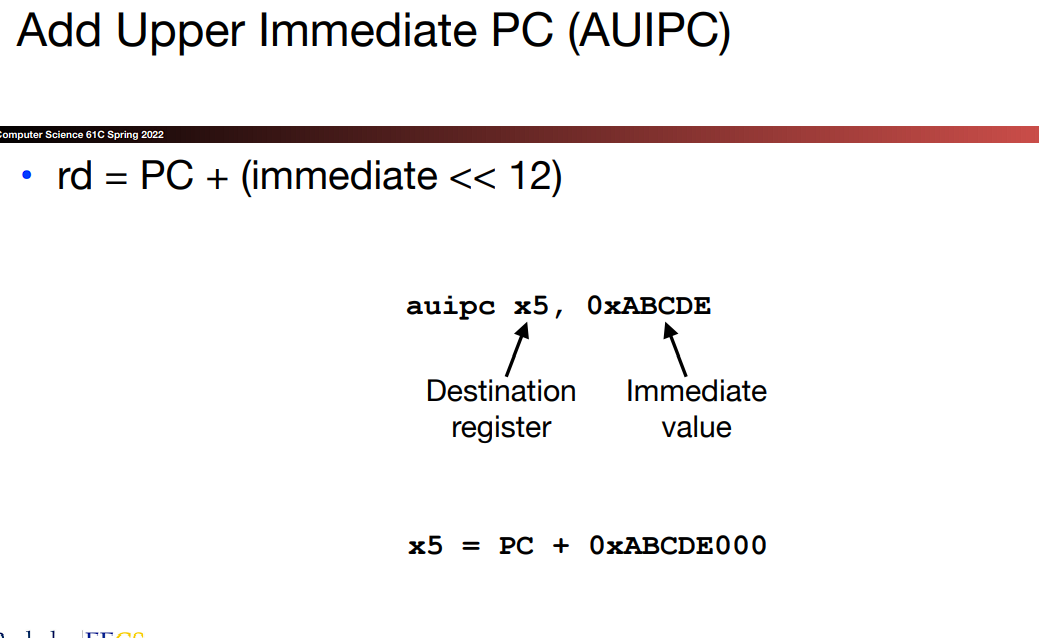 Add Upper Immediate PC (AUIPC)
Computer Science 61C Spring 2022
• rd = PC + (immediate << 12)
auipc x5, 0xABCDE
Destination register
Immediate value
x5 = PC + 0xABCDE000